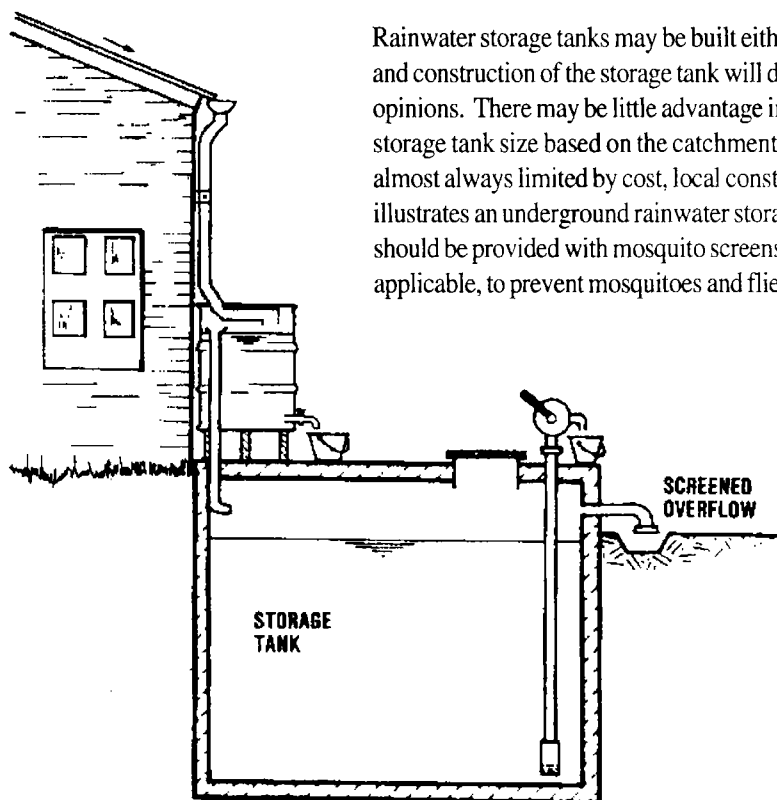 Rainwater storage tanks may be built eith
and construction of the storage tank will d
opinions. There may be little advantage i
storage tank size based on the catchment
almost always limited by cost, local const
illustrates an underground rainwater stora
should be provided with mosquito screens
applicable, to prevent mosquitoes and flie
SCREENED
OVERFLOW
STORAGE
TANK